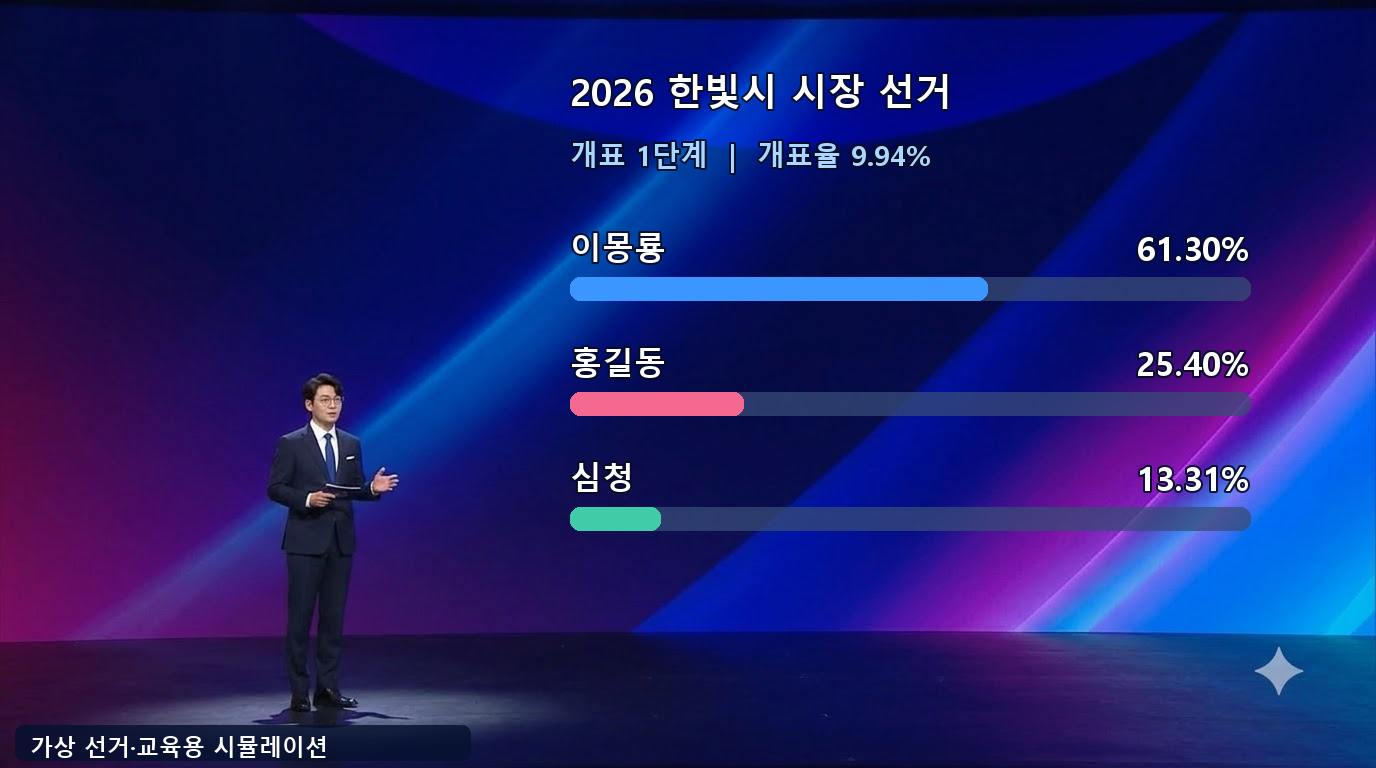 2026 한빛시 시장 선거
개표 1단계 | 개표율 9.94%
이몽룡 61.30%
홍길동 25.40%
심청 13.31%
가상 선거·교육용 시뮬레이션